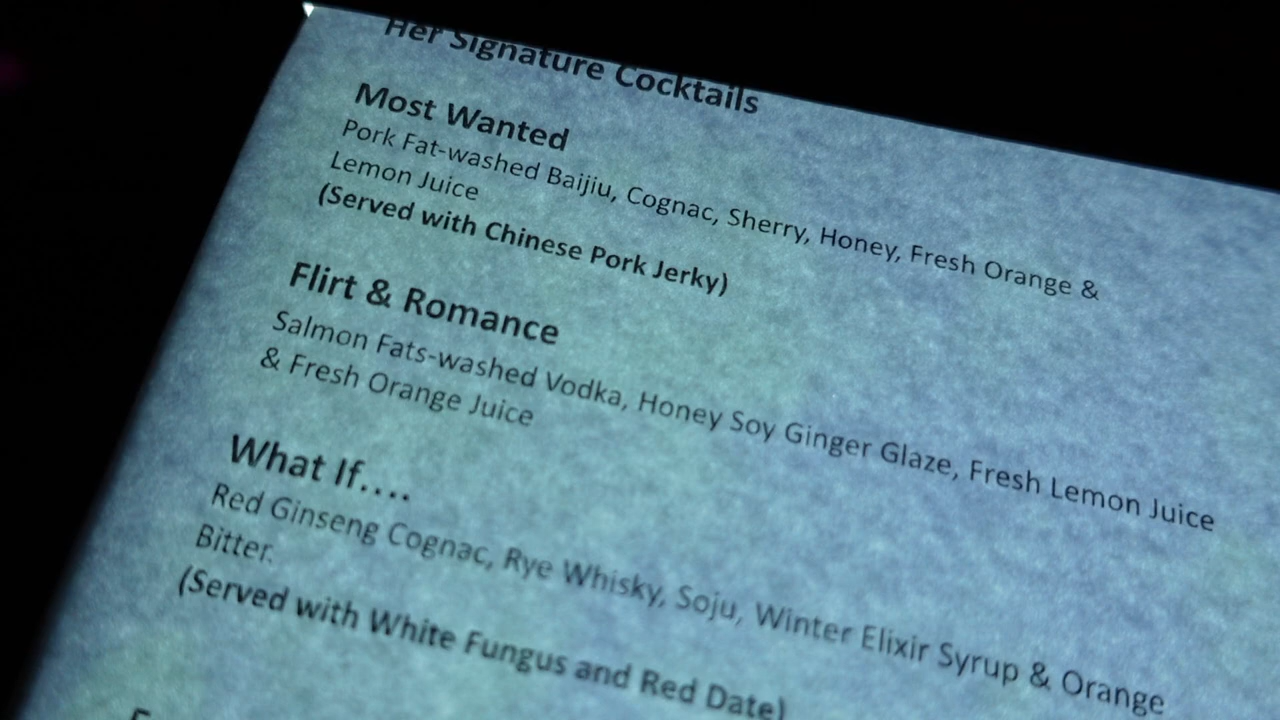 Her Signature Cocktails
Most Wanted
Pork Fat-washed Baijiu, Cognac, Sherry, Honey, Fresh Orange &
Lemon Juice
(Served with Chinese Pork Jerky)
Flirt & Romance
Salmon Fats-washed Vodka, Honey Soy Ginger Glaze, Fresh Lemon Juice
& Fresh Orange Juice
What If....
Red Ginseng Cognac, Rye Whisky, Soju, Winter Elixir Syrup & Orange
Bitter.
(Served with White Fungus and Red Date)